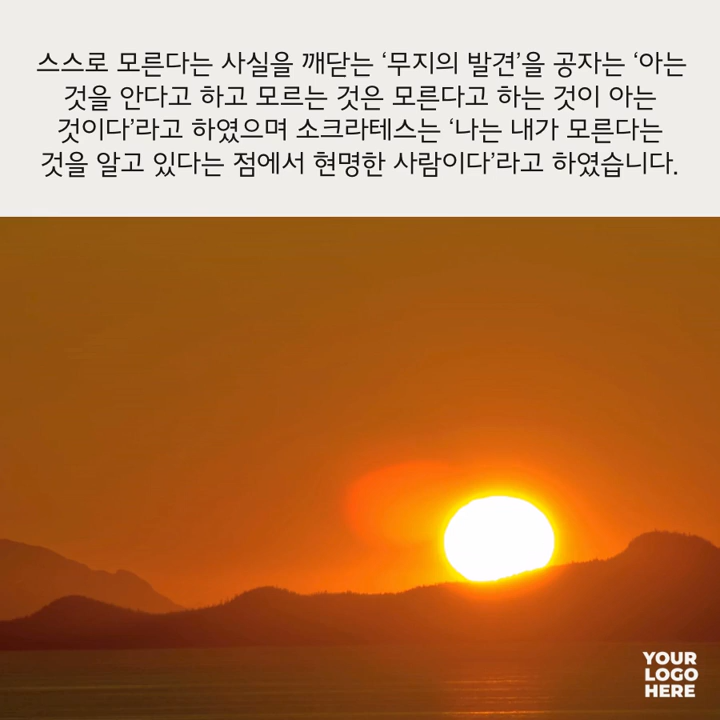 스스로 모른다는 사실을 깨닫는 ‘무지의 발견’을 공자는 ‘아는
것을 안다고 하고 모르는 것은 모른다고 하는 것이 아는
것이다’라고 하였으며 소크라테스는 ‘나는 내가 모른다는
것을 알고 있다는 점에서 현명한 사람이다’라고 하였습니다.
YOUR
LOGO
HERE